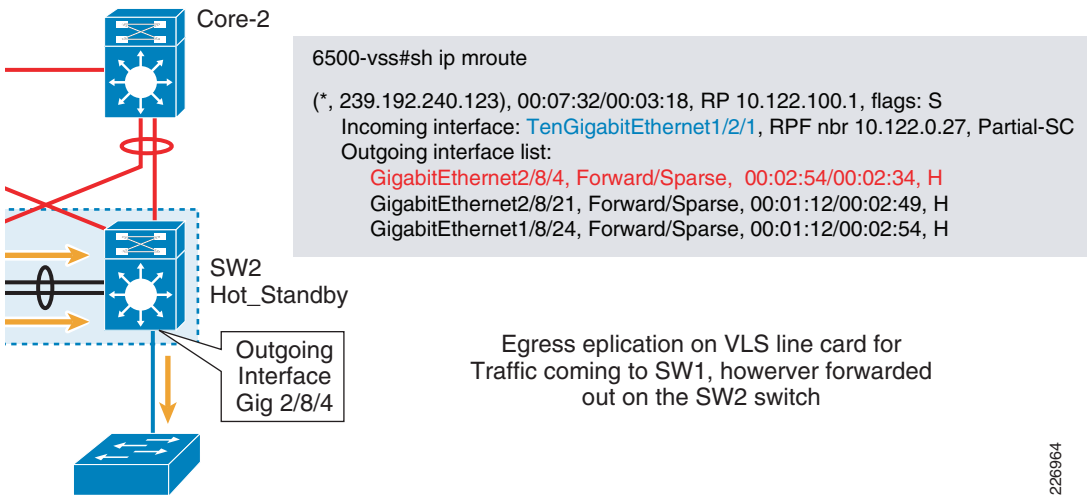 Core-2
6500-vss#sh ip mroute
(*, 239.192.240.123), 00:07:32/00:03:18, RP 10.122.100.1, flags: S
Incoming interface: TenGigabitEthernet1/2/1, RPF nbr 10.122.0.27, Partial-SC
Outgoing interface list:
GigabitEthernet2/8/4, Forward/Sparse, 00:02:54/00:02:34, H
GigabitEthernet2/8/21, Forward/Sparse, 00:01:12/00:02:49, H
GigabitEthernet1/8/24, Forward/Sparse, 00:01:12/00:02:54, H
SW2
Hot_Standby
Outgoing
Interface
Gig 2/8/4
Egress eplication on VLS line card for
Traffic coming to SW1, howerver forwarded
out on the SW2 switch
226964